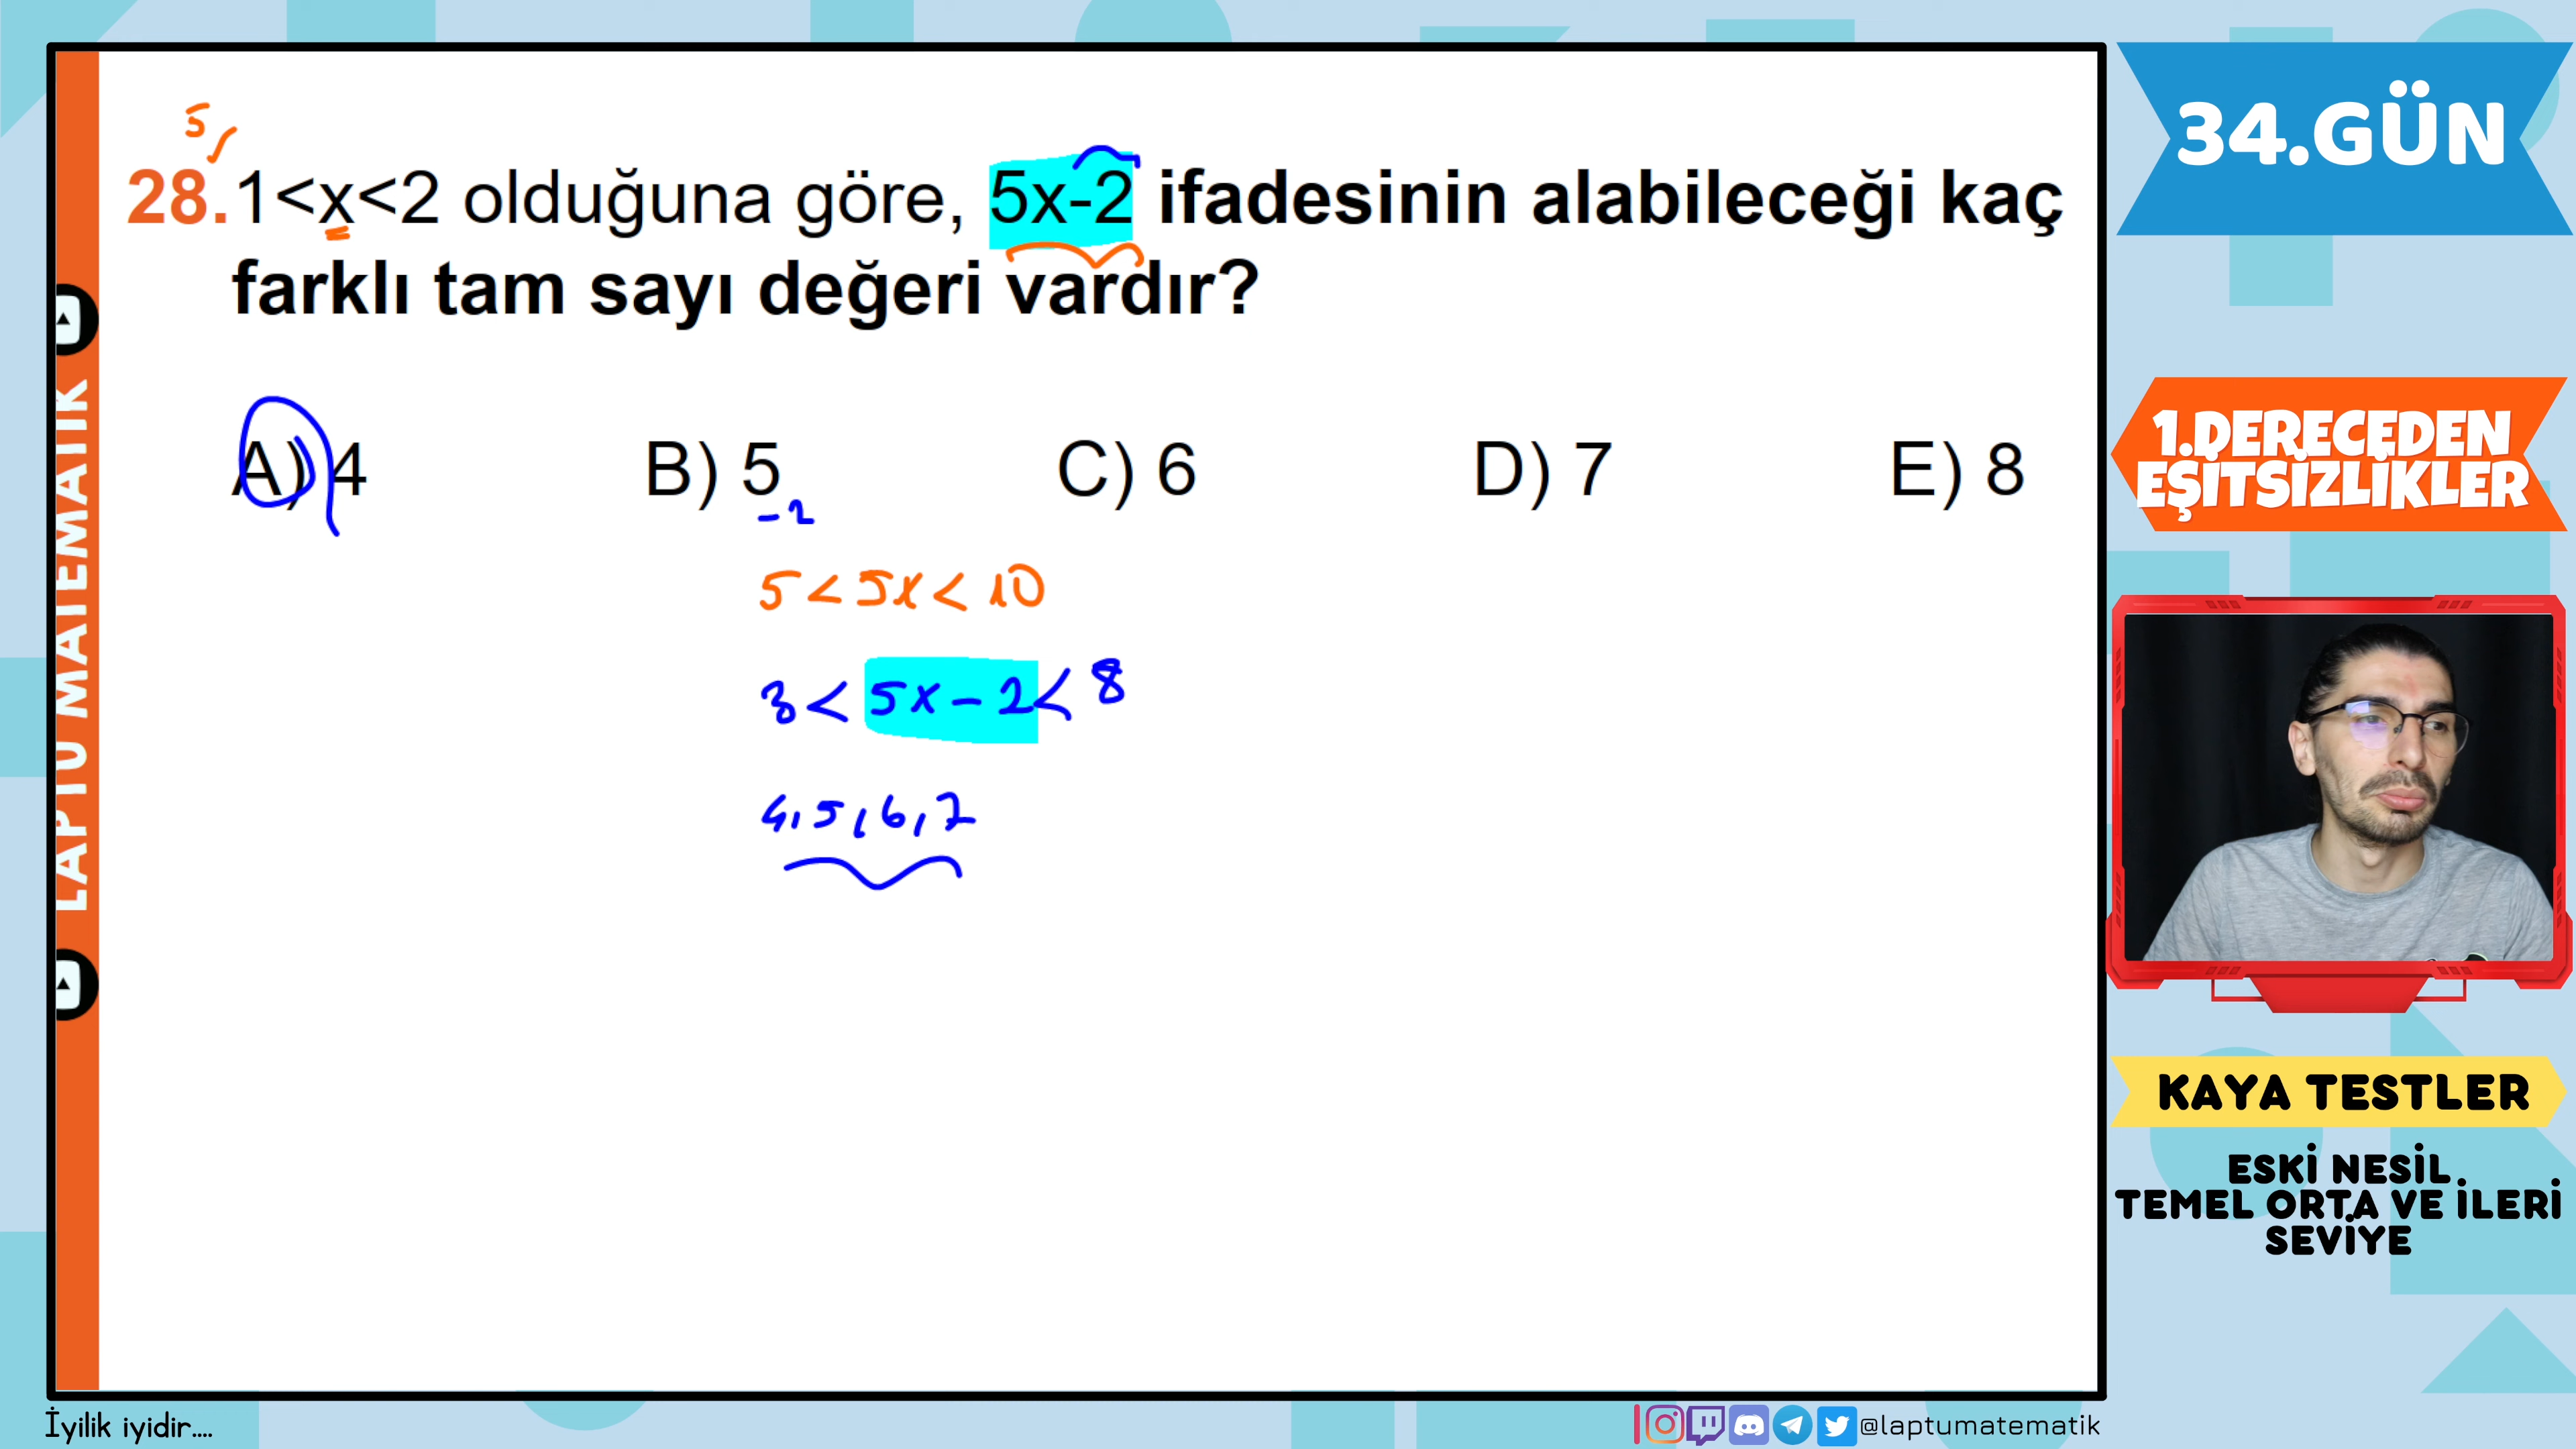 5/
28. 1<x<2 olduğuna göre, 5x-2 ifadesinin alabileceği kaç
farklı tam sayı değeri vardır?
A) 4 B) 5 C) 6 D) 7 E) 8
-2
5 < 5x < 10
3 < 5x - 2 < 8
4, 5, 6, 7
LAPTU MATEMATIK
34.GÜN
1.DERECEDEN
EŞİTSİZLİKLER
KAYA TESTLER
ESKİ NESİL
TEMEL ORTA VE İLERİ
SEVİYE
İyilik iyidir....
@laptumatematik